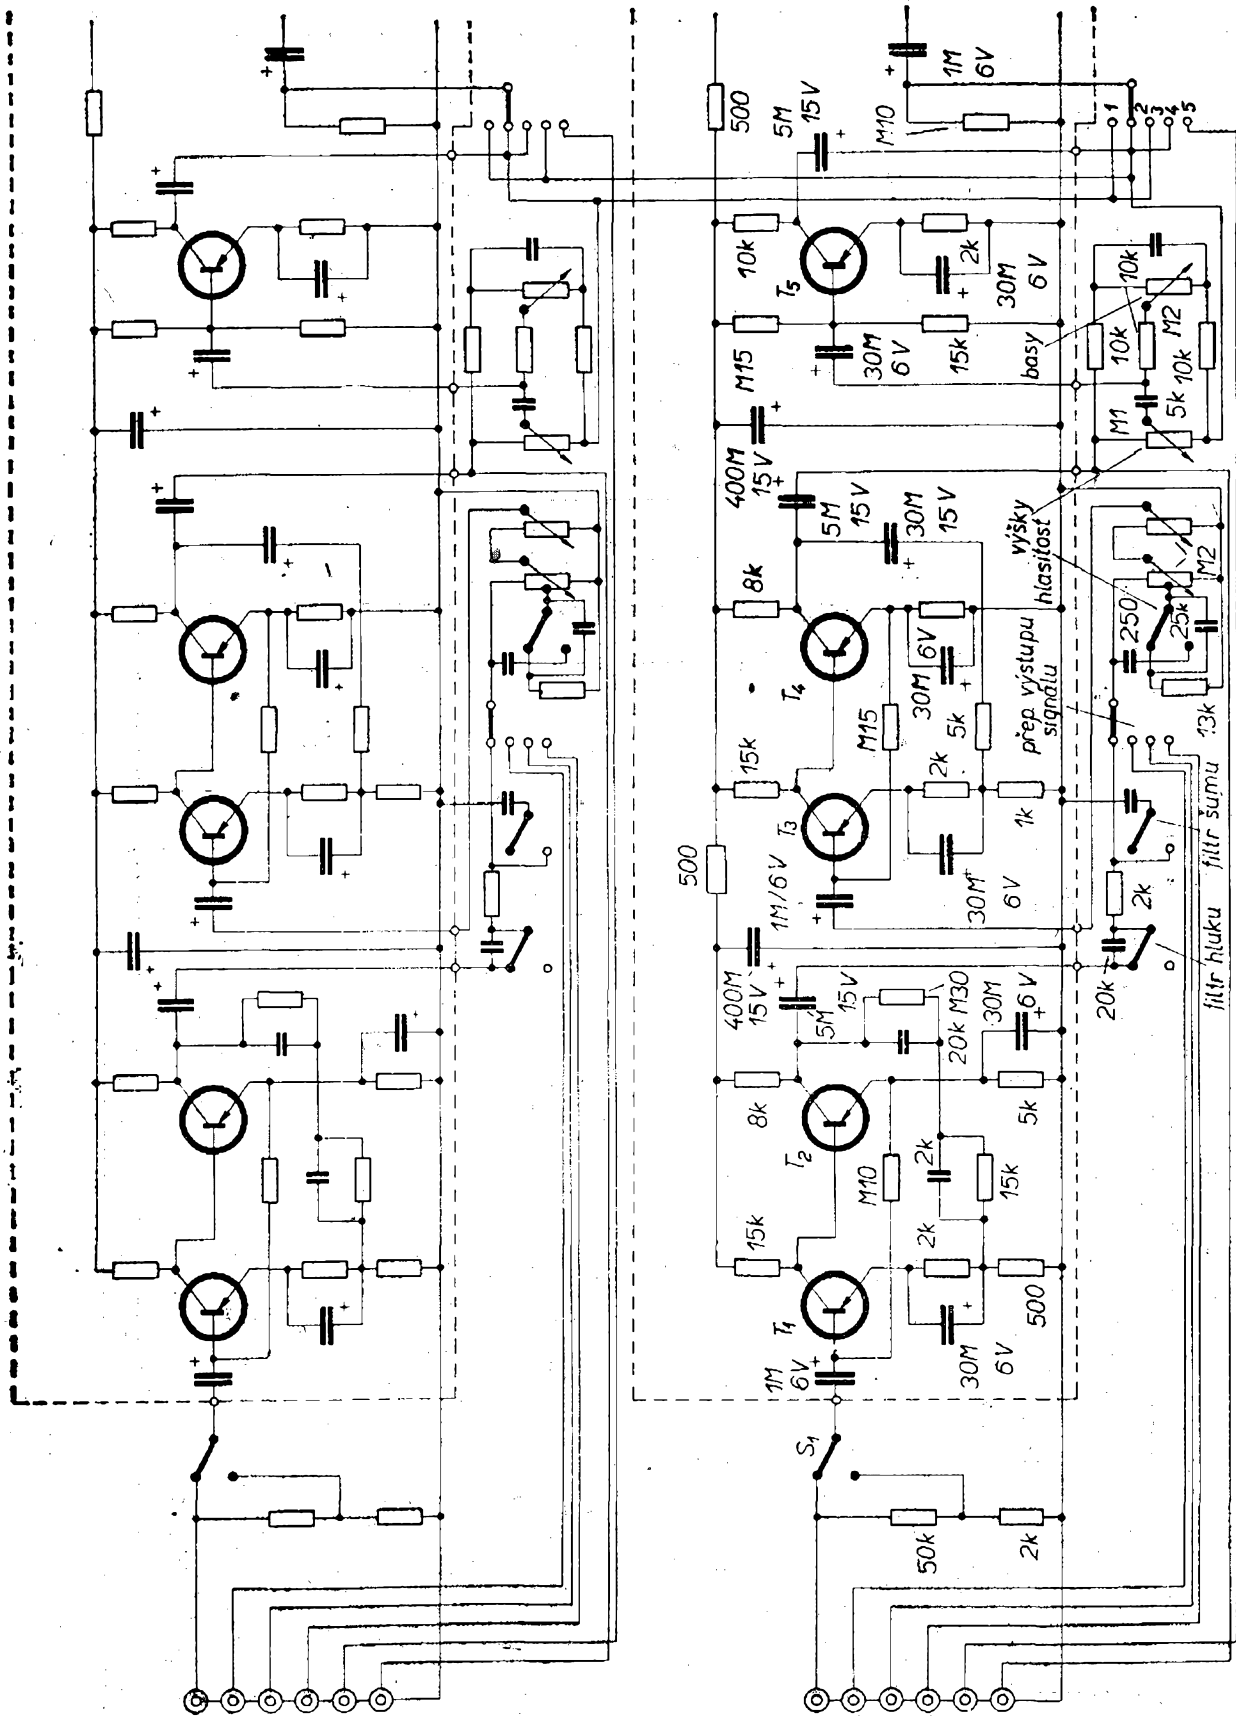 1M
6V
500
5M
15V
M10
1
2
3
4
5
10k
T5
2k
30M
6V
M15
30M
6V
15k
basy
10k
10k
M2
10k
5k
M1
400M
15V
5M
15V
30M
15V
výšky
hlasitost
8k
T4
6V
30M
M15
5k
přep. výstupu
signálu
250
25k
M2
13k
15k
T3
2k
1k
500
1M/6V
30M
6V
2k
filtr šumu
filtr hluku
20k
400M
15V
5M
15V
20k
M30
30M
6V
8k
T2
M10
2k
15k
5k
15k
T1
2k
500
1M
6V
30M
6V
S1
50k
2k